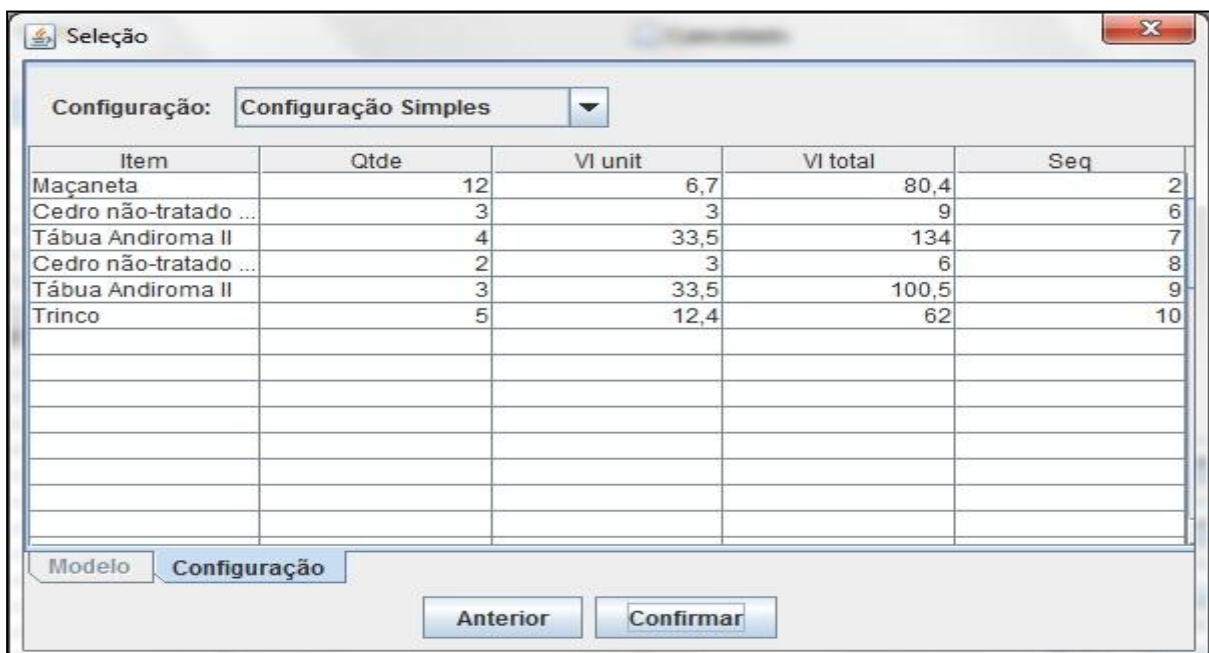 Seleção
Configuração: Configuração Simples
Item Qtde Vl unit Vl total Seq
Maçaneta 12 6,7 80,4 2
Cedro não-tratado ... 3 3 9 6
Tábua Andiroma II 4 33,5 134 7
Cedro não-tratado ... 2 3 6 8
Tábua Andiroma II 3 33,5 100,5 9
Trinco 5 12,4 62 10
Modelo Configuração
Anterior Confirmar